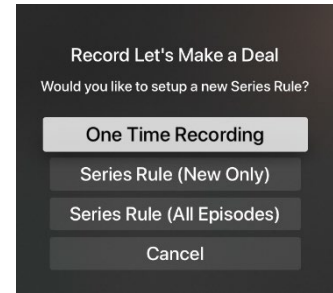 Record Let's Make a Deal
Would you like to setup a new Series Rule?
One Time Recording
Series Rule (New Only)
Series Rule (All Episodes)
Cancel